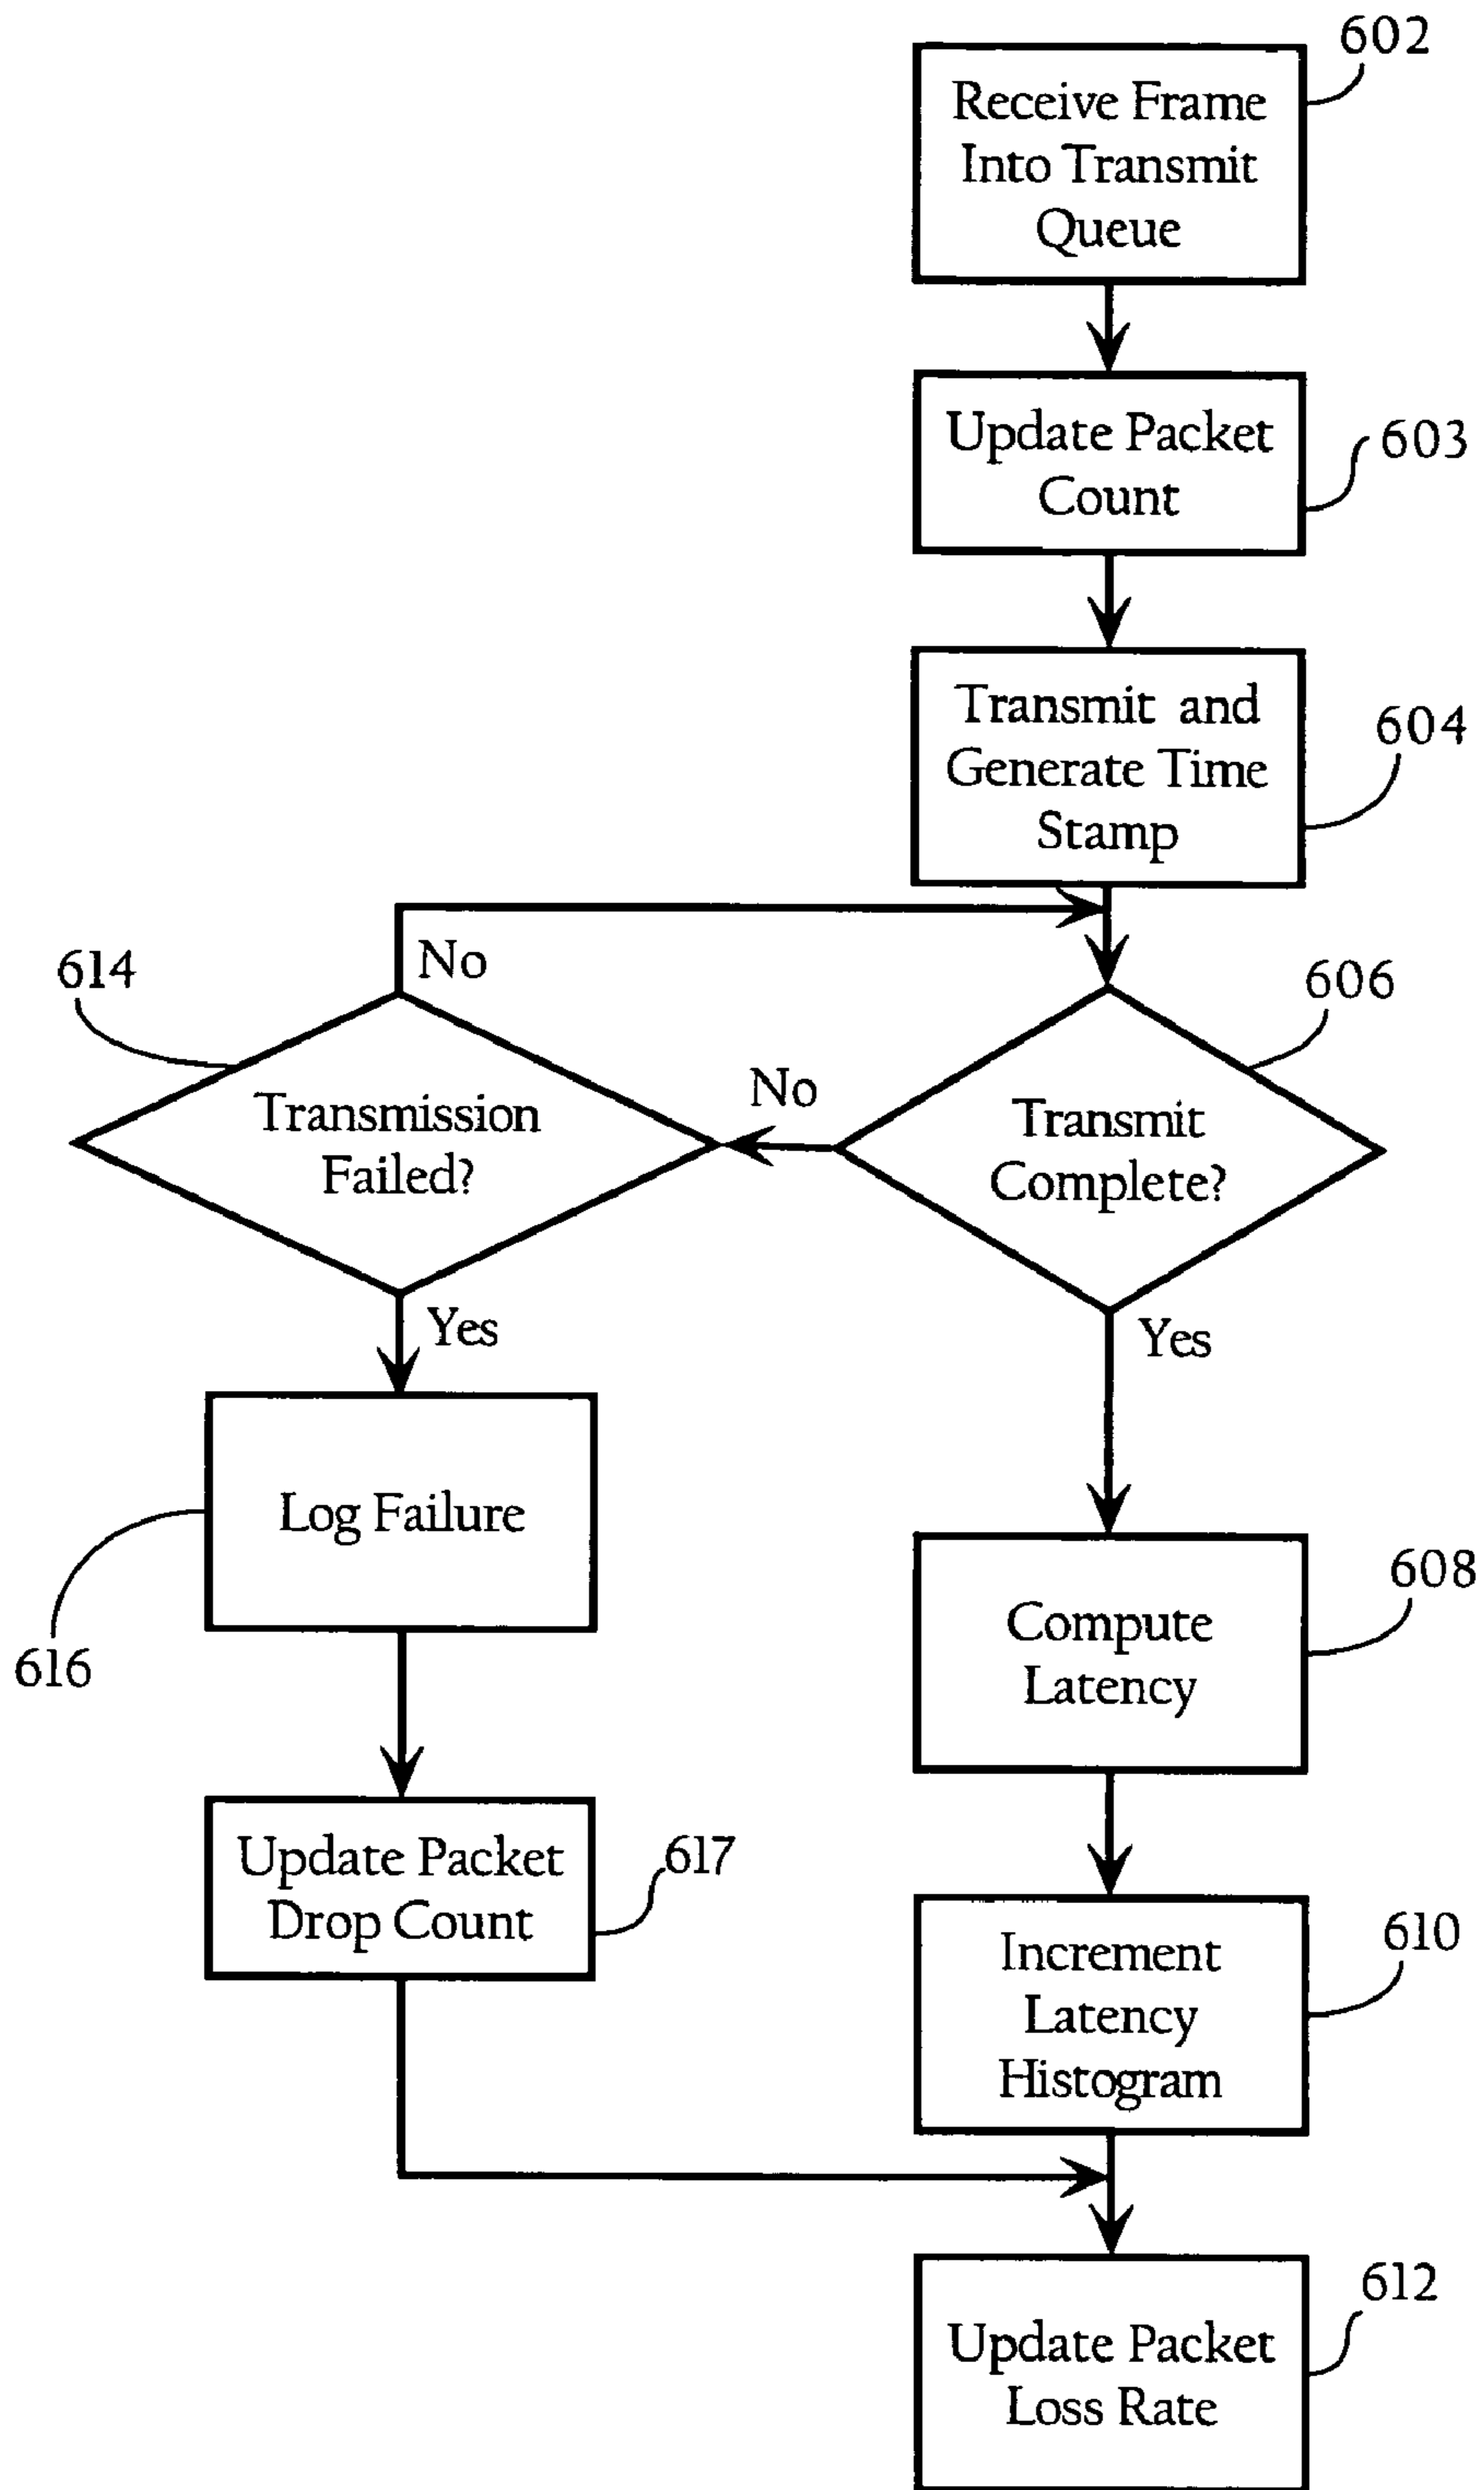 602
Receive Frame
Into Transmit
Queue
Update Packet
Count
603
Transmit and
Generate Time
Stamp
604
No
614
606
Transmission
Failed?
No
Transmit
Complete?
Yes
Yes
Log Failure
616
Compute
Latency
608
Update Packet
Drop Count
617
Increment
Latency
Histogram
610
612
Update Packet
Loss Rate